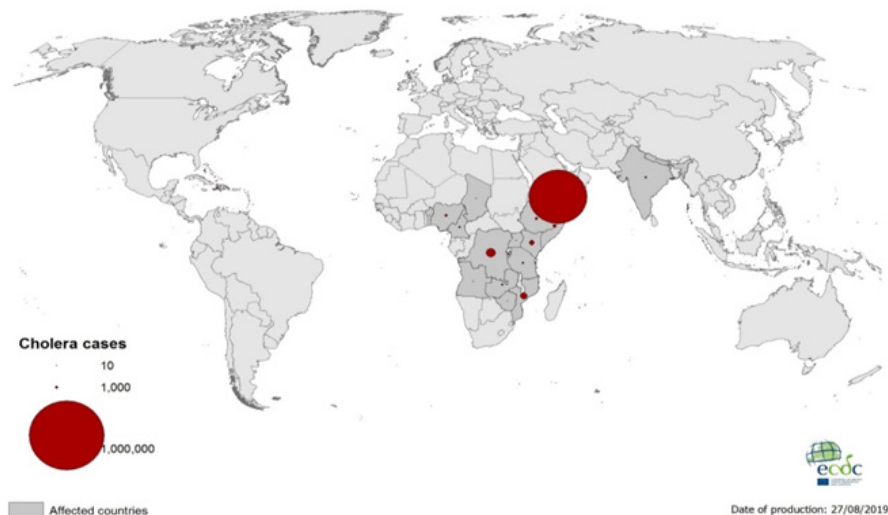 Cholera cases
10
1,000
1,000,000
ecdc
Affected countries
Date of production: 27/08/2019